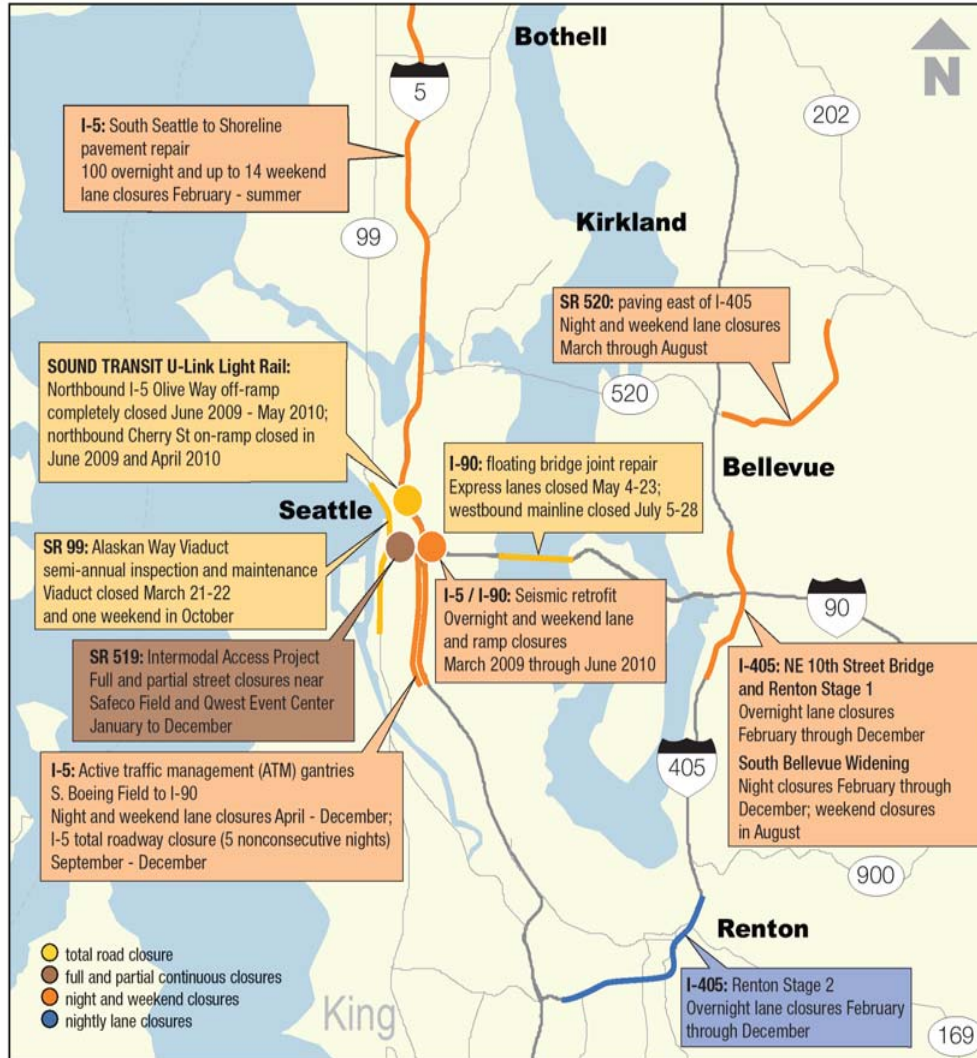 Bothell
N
5
202
I-5: South Seattle to Shoreline
pavement repair
100 overnight and up to 14 weekend
lane closures February - summer
99
Kirkland
SR 520: paving east of I-405
Night and weekend lane closures
March through August
SOUND TRANSIT U-Link Light Rail:
Northbound I-5 Olive Way off-ramp
completely closed June 2009 - May 2010;
northbound Cherry St on-ramp closed in
June 2009 and April 2010
520
I-90: floating bridge joint repair
Express lanes closed May 4-23;
westbound mainline closed July 5-28
Bellevue
Seattle
SR 99: Alaskan Way Viaduct
semi-annual inspection and maintenance
Viaduct closed March 21-22
and one weekend in October
I-5 / I-90: Seismic retrofit
Overnight and weekend lane
and ramp closures
March 2009 through June 2010
90
SR 519: Intermodal Access Project
Full and partial street closures near
Safeco Field and Qwest Event Center
January to December
I-405: NE 10th Street Bridge
and Renton Stage 1
Overnight lane closures
February through December
South Bellevue Widening
Night closures February through
December; weekend closures
in August
405
I-5: Active traffic management (ATM) gantries
S. Boeing Field to I-90
Night and weekend lane closures April - December;
I-5 total roadway closure (5 nonconsecutive nights)
September - December
900
Renton
total road closure
full and partial continuous closures
night and weekend closures
nightly lane closures
King
I-405: Renton Stage 2
Overnight lane closures February
through December
169